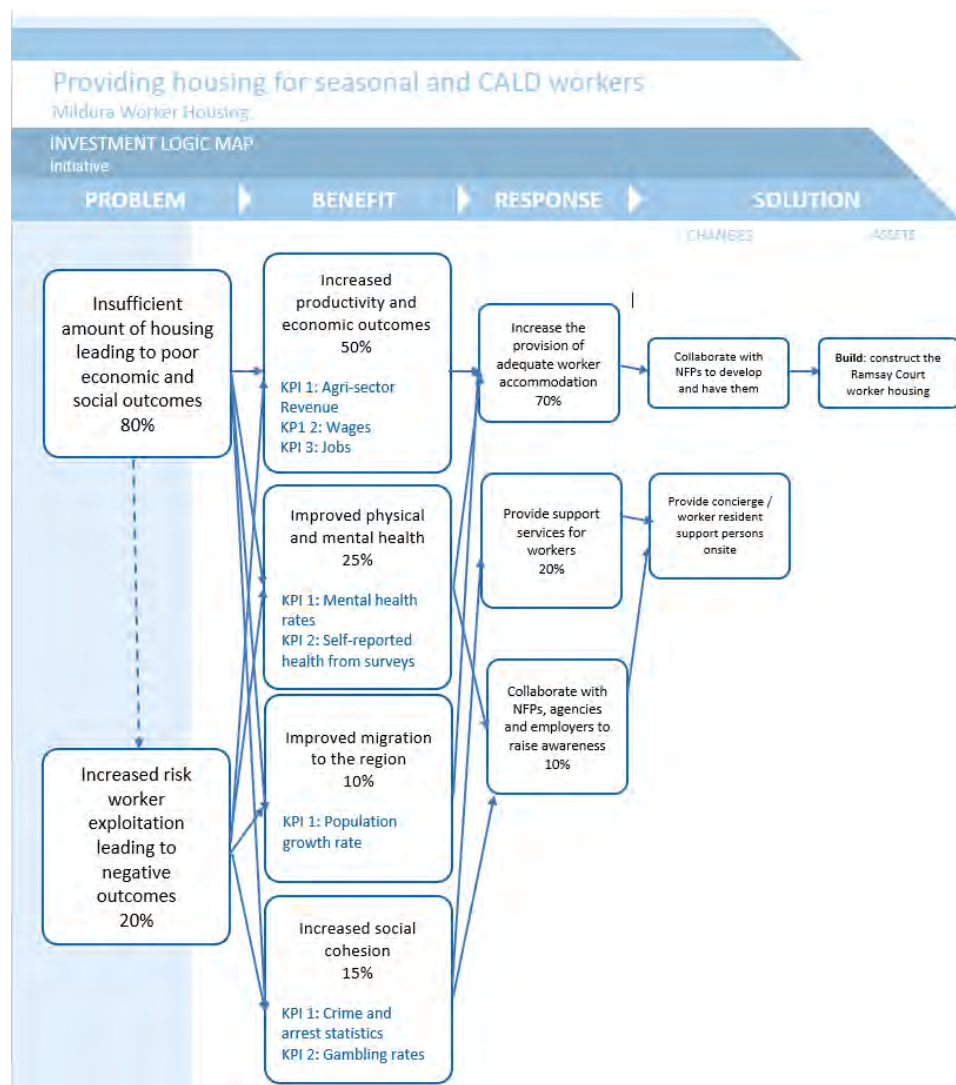 Providing housing for seasonal and CALD workers
Mildura Worker Housing
INVESTMENT LOGIC MAP
Initiative
PROBLEM
BENEFIT
RESPONSE
SOLUTION
CHANGES
ASSETS
Insufficient
amount of housing
leading to poor
economic and
social outcomes
80%
Increased risk
worker
exploitation
leading to
negative
outcomes
20%
Increased
productivity and
economic outcomes
50%
KPI 1: Agri-sector
Revenue
KP1 2: Wages
KPI 3: Jobs
Improved physical
and mental health
25%
KPI 1: Mental health
rates
KPI 2: Self-reported
health from surveys
Improved migration
to the region
10%
KPI 1: Population
growth rate
Increased social
cohesion
15%
KPI 1: Crime and
arrest statistics
KPI 2: Gambling rates
Increase the
provision of
adequate worker
accommodation
70%
Provide support
services for
workers
20%
Collaborate with
NFPs, agencies
and employers to
raise awareness
10%
Collaborate with
NFPs to develop
and have them
Provide concierge /
worker resident
support persons
onsite
Build: construct the
Ramsay Court
worker housing